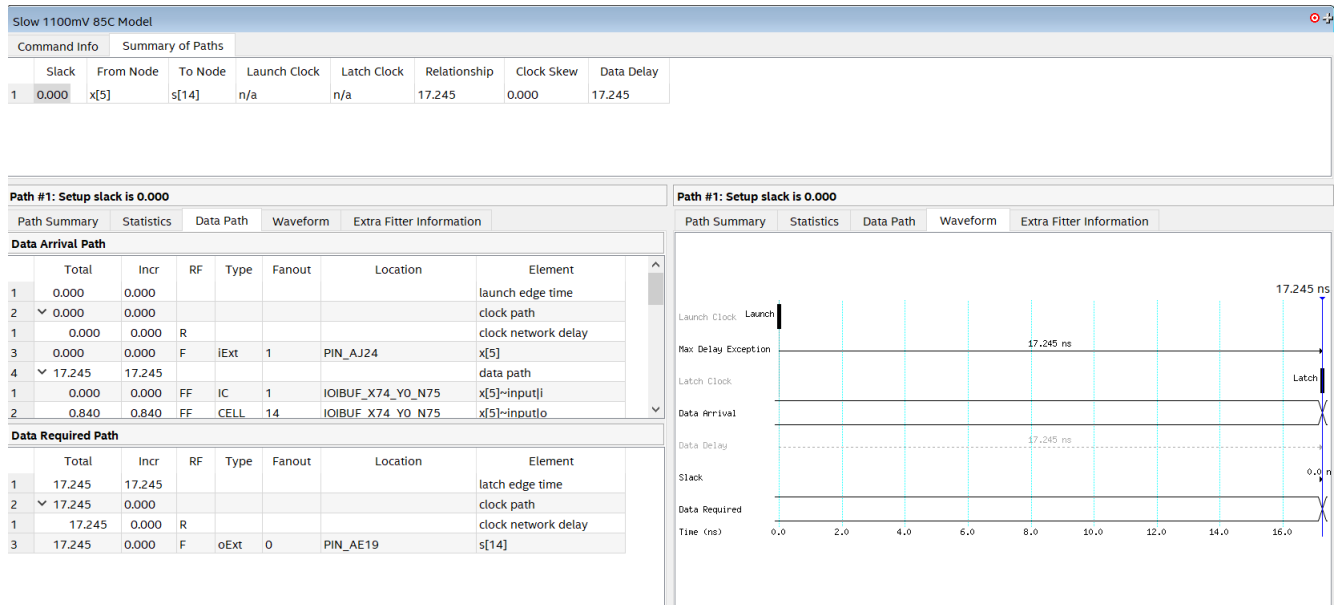 Slow 1100mV 85C Model
Command Info Summary of Paths
Slack From Node To Node Launch Clock Latch Clock Relationship Clock Skew Data Delay
1 0.000 x[5] s[14] n/a n/a 17.245 0.000 17.245
Path #1: Setup slack is 0.000
Path Summary Statistics Data Path Waveform Extra Fitter Information
Data Arrival Path
Total Incr RF Type Fanout Location Element
1 0.000 0.000 launch edge time
2 0.000 0.000 clock path
1 0.000 0.000 R clock network delay
3 0.000 0.000 F iExt 1 PIN_AJ24 x[5]
4 17.245 17.245 data path
1 0.000 0.000 FF IC 1 IOIBUF_X74_Y0_N75 x[5]~input|i
2 0.840 0.840 FF CELL 14 IOIBUF_X74_Y0_N75 x[5]~input|o
Data Required Path
Total Incr RF Type Fanout Location Element
1 17.245 17.245 latch edge time
2 17.245 0.000 clock path
1 17.245 0.000 R clock network delay
3 17.245 0.000 F oExt 0 PIN_AE19 s[14]
Path #1: Setup slack is 0.000
Path Summary Statistics Data Path Waveform Extra Fitter Information
17.245 ns
Launch Clock Launch
Max Delay Exception 17.245 ns
Latch Clock Latch
Data Arrival
Data Delay 17.245 ns
Slack 0.0 n
Data Required
Time (ns) 0.0 2.0 4.0 6.0 8.0 10.0 12.0 14.0 16.0